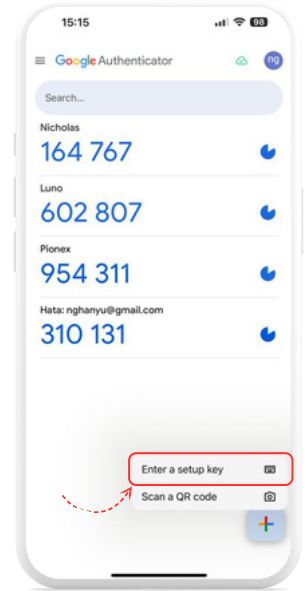 15:15
98
Google Authenticator
ng
Search...
Nicholas
164 767
Luno
602 807
Pionex
954 311
Hata: nghanyu@gmail.com
310 131
Enter a setup key
Scan a QR code